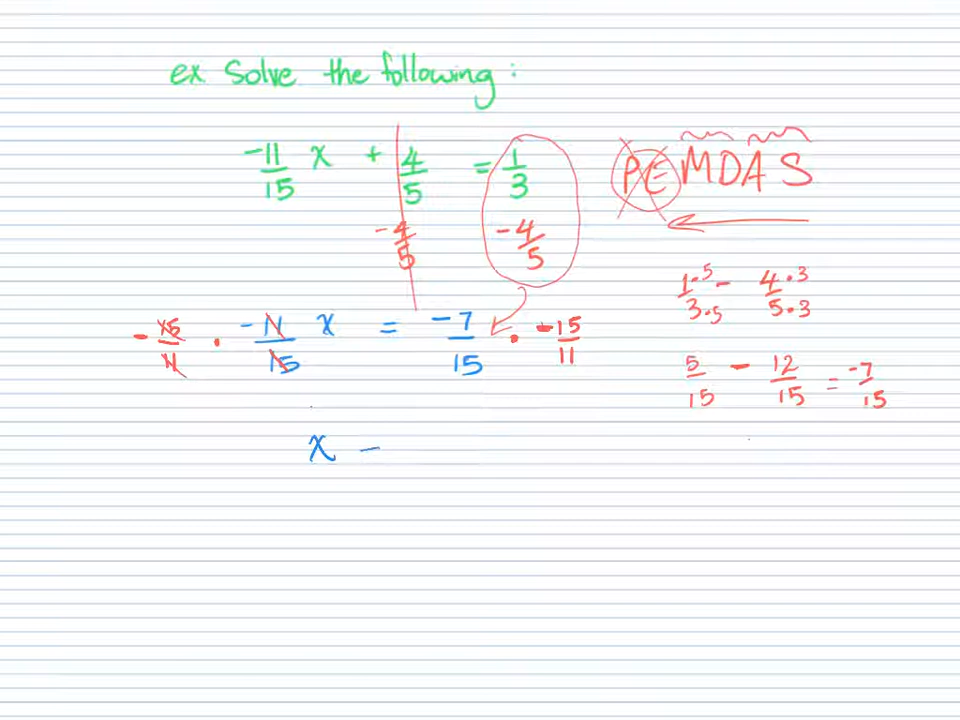 ex Solve the following:
-11/15 x + 4/5 = 1/3
PEMDAS
-4/5 -4/5
1·5/3·5 - 4·3/5·3
-15/11 · -11/15 x = -7/15 · -15/11
5/15 - 12/15 = -7/15
x -